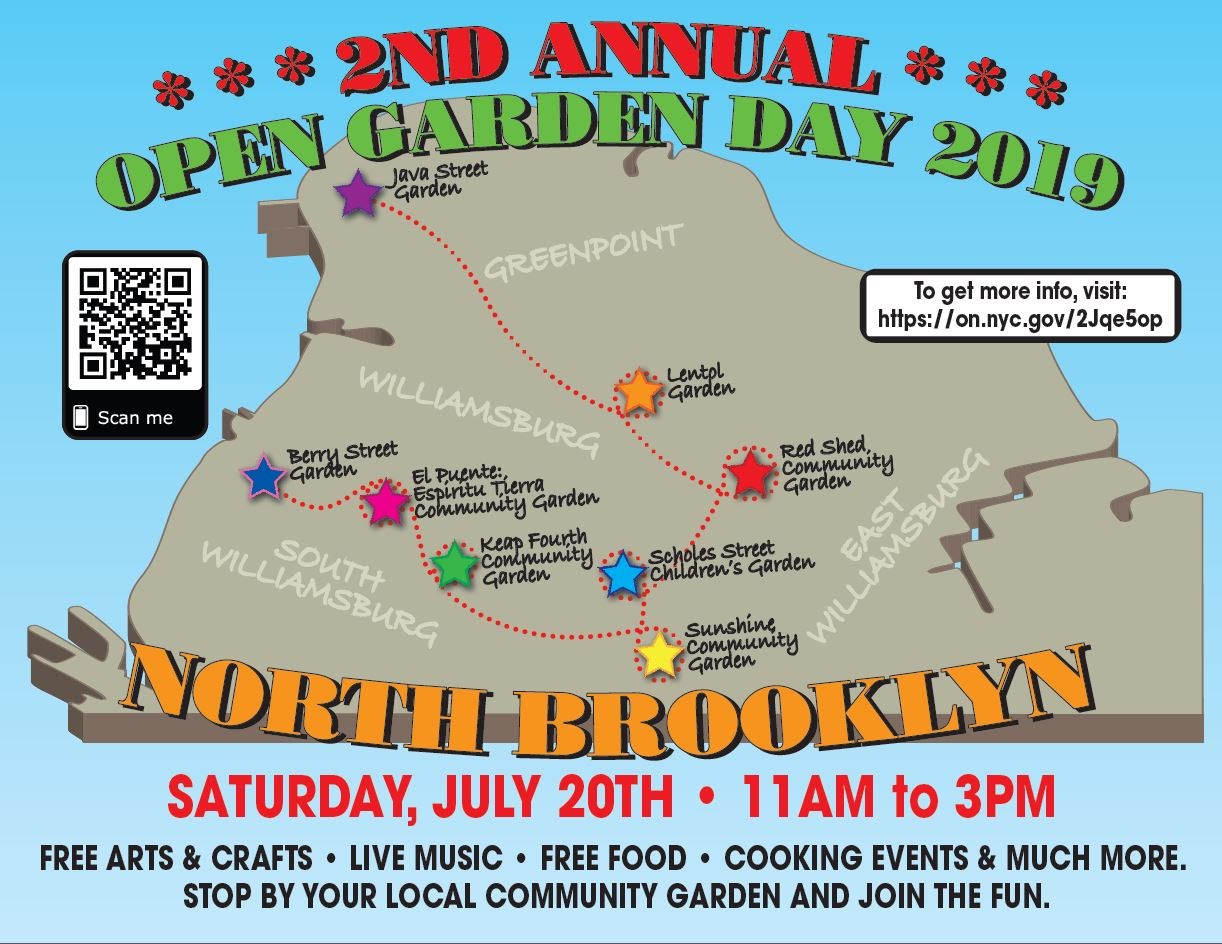 * * * 2ND ANNUAL * * *
OPEN GARDEN DAY 2019
Java Street
Garden
GREENPOINT
To get more info, visit:
https://on.nyc.gov/2Jqe5op
Scan me
WILLIAMSBURG
Lentol
Garden
Berry Street
Garden
El Puente:,
Espiritu Tierra
Community Garden
Red Shed,
Community
Garden
EAST
WILLIAMSBURG
Keap Fourth
Community
Garden
Scholes Street
Children's Garden
SOUTH
WILLIAMSBURG
Sunshine,
Community
Garden
NORTH BROOKLYN
SATURDAY, JULY 20TH • 11AM to 3PM
FREE ARTS & CRAFTS • LIVE MUSIC • FREE FOOD • COOKING EVENTS & MUCH MORE.
STOP BY YOUR LOCAL COMMUNITY GARDEN AND JOIN THE FUN.